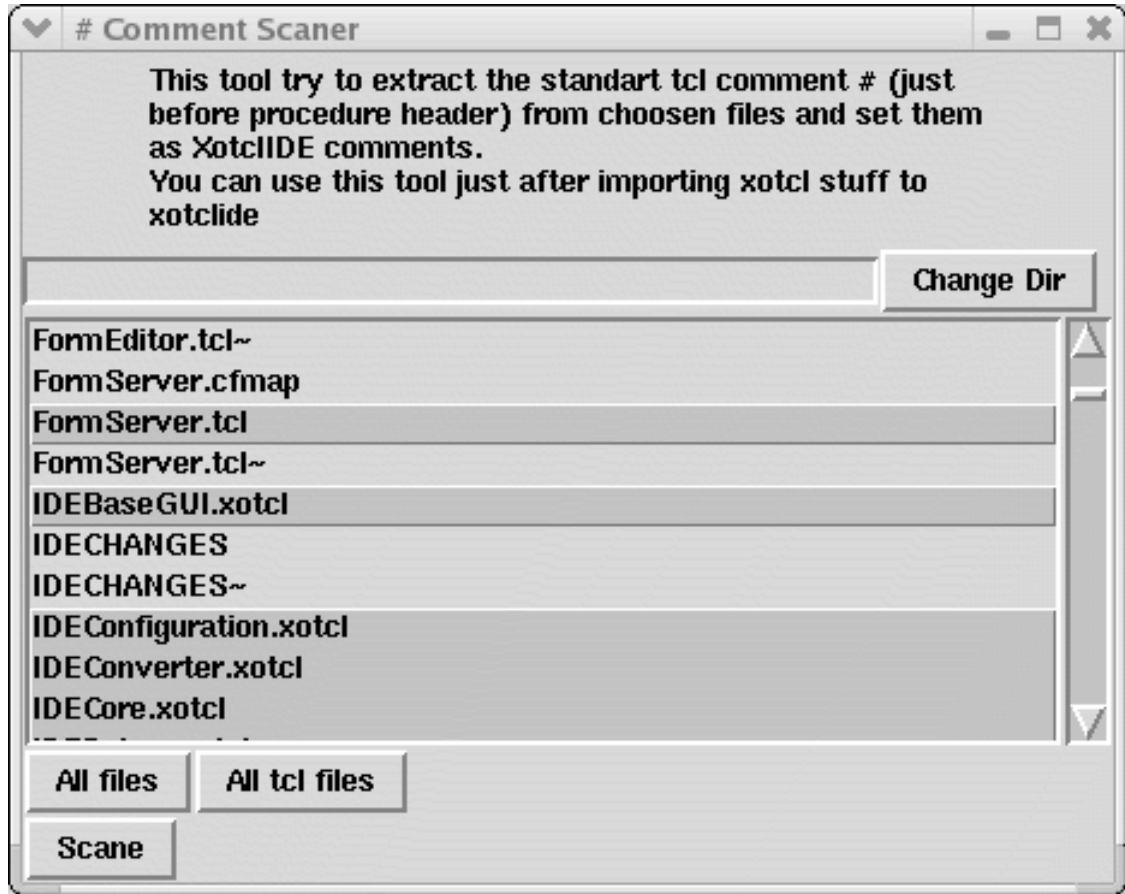 # Comment Scaner
This tool try to extract the standart tcl comment # (just
before procedure header) from choosen files and set them
as XotclIDE comments.
You can use this tool just after importing xotcl stuff to
xotclide
Change Dir
FormEditor.tcl~
FormServer.cfmap
FormServer.tcl
FormServer.tcl~
IDEBaseGUI.xotcl
IDECHANGES
IDECHANGES~
IDEConfiguration.xotcl
IDEConverter.xotcl
IDECore.xotcl
All files All tcl files
Scane